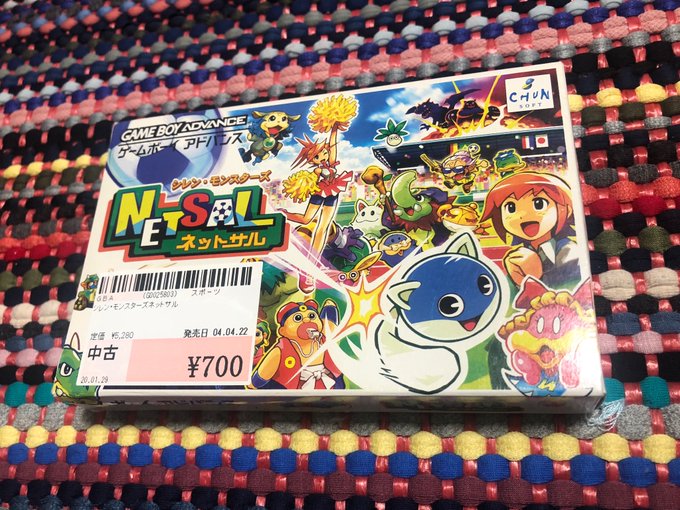 GAME BOY ADVANCE
ゲームボーイ アドバンス
CHUN
SOFT
シレン・モンスターズ
NETSAL
ネットサル
GBA (G0025803) スポーツ
シレン・モンスターズネットサル
定価 ¥5,280 発売日 04.04.22
中古 ¥700
20.01.29